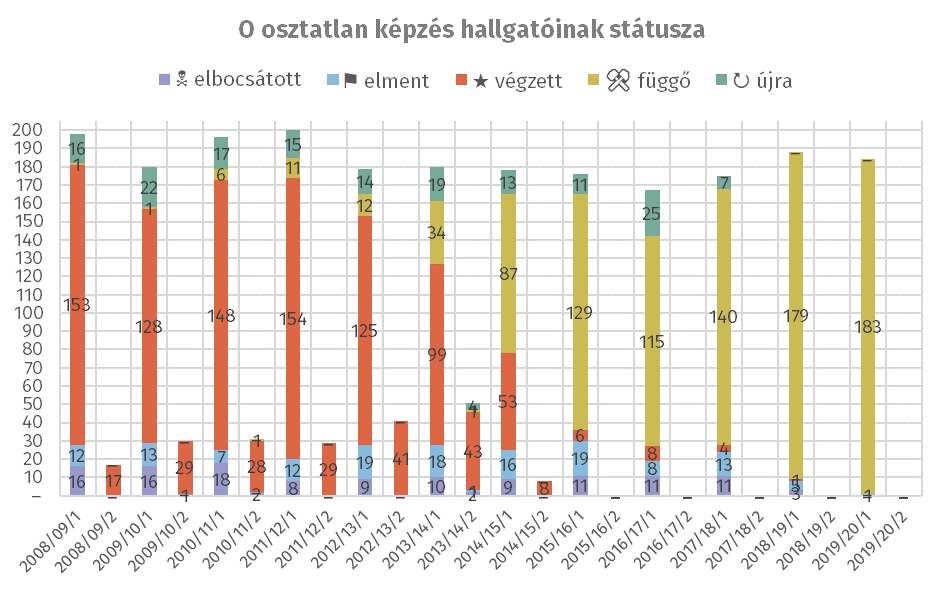 O osztatlan képzés hallgatóinak státusza
☠ elbocsátott ⚑ elment ★ végzett függő ↻ újra
200
190
180
170
160
150
140
130
120
110
100
90
80
70
60
50
40
30
20
10
–
16 22 17 15 14 19 13 11 25 7
1 1 6 11 12 34 87 129 115 140 179 183
153 128 148 154 125 99 53 6 8 4
12 13 7 12 19 18 16 19 8 13
16 16 18 8 9 10 9 11 11 11
17 29 1 1 28 2 29 41 4 43 2 8
2008/09/1 2008/09/2 2009/10/1 2009/10/2 2010/11/1 2010/11/2 2011/12/1 2011/12/2 2012/13/1 2012/13/2 2013/14/1 2013/14/2 2014/15/1 2014/15/2 2015/16/1 2015/16/2 2016/17/1 2016/17/2 2017/18/1 2017/18/2 2018/19/1 2018/19/2 2019/20/1 2019/20/2